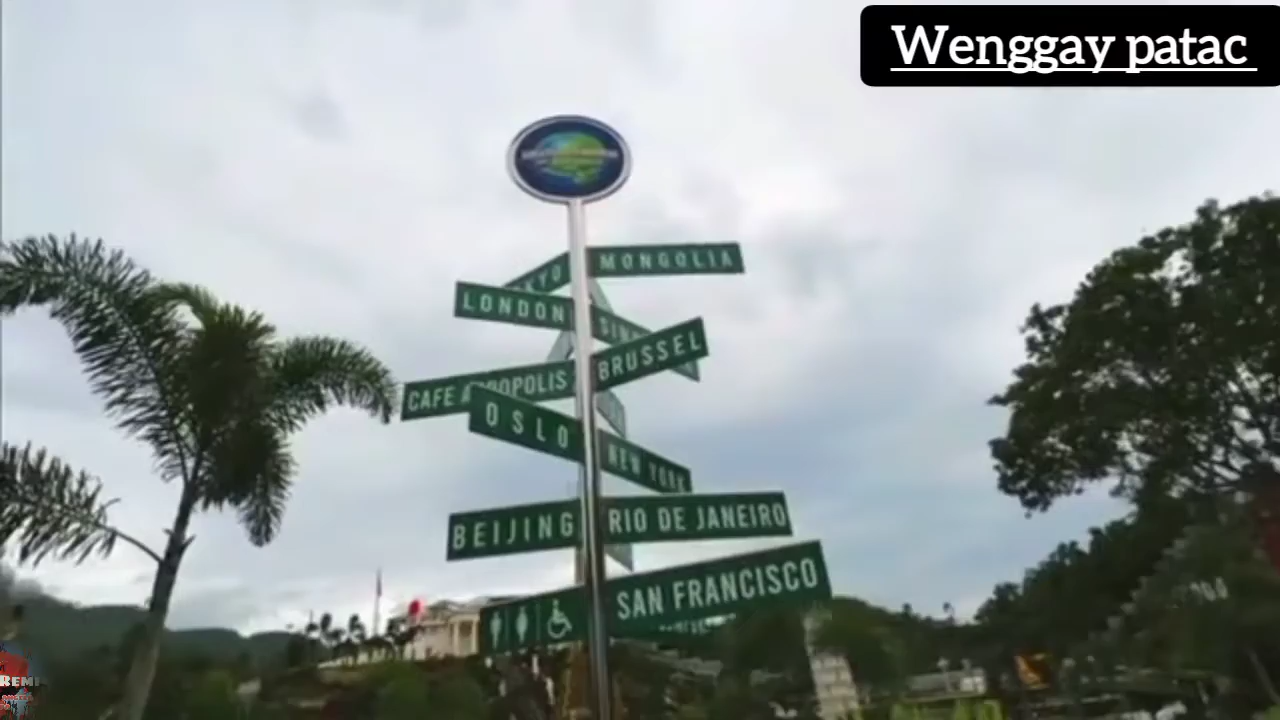 Wenggay patac
MONGOLIA
LONDON
BRUSSEL
OSLO
NEW YORK
BEIJING
RIO DE JANEIRO
SAN FRANCISCO
CAFE